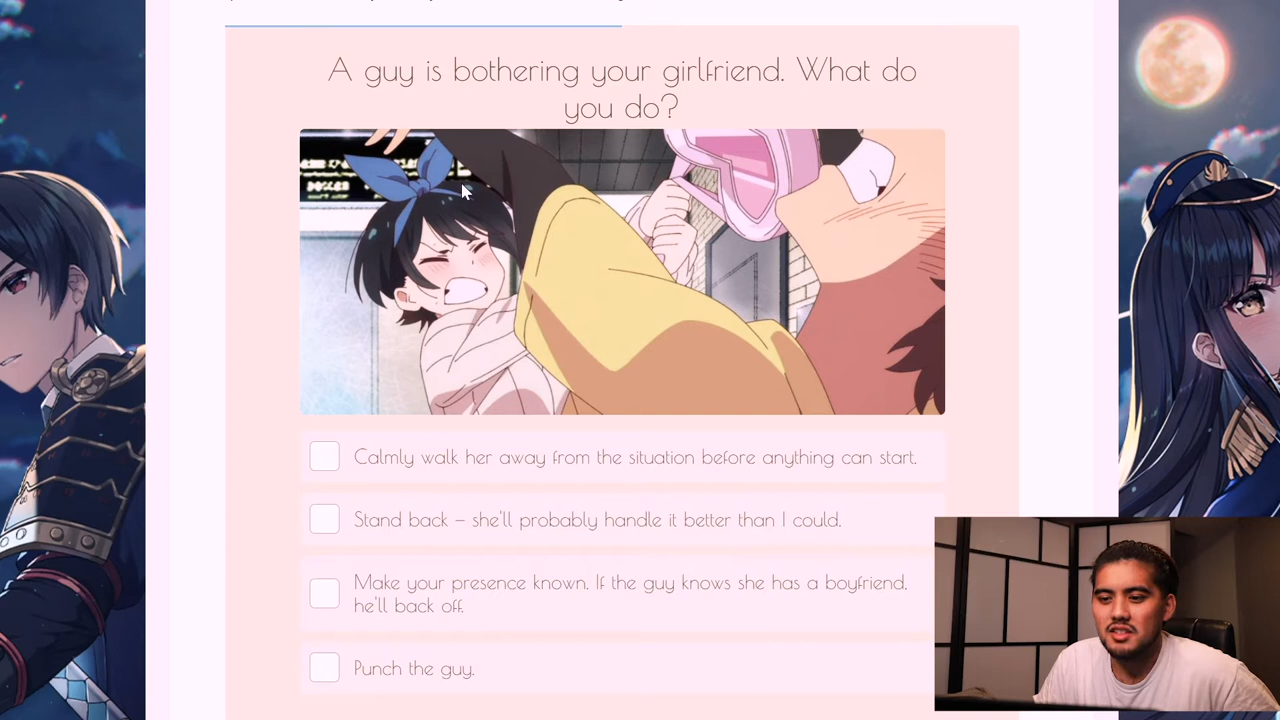 A guy is bothering your girlfriend. What do
you do?
Calmly walk her away from the situation before anything can start.
Stand back – she'll probably handle it better than I could.
Make your presence known. If the guy knows she has a boyfriend,
he'll back off.
Punch the guy.